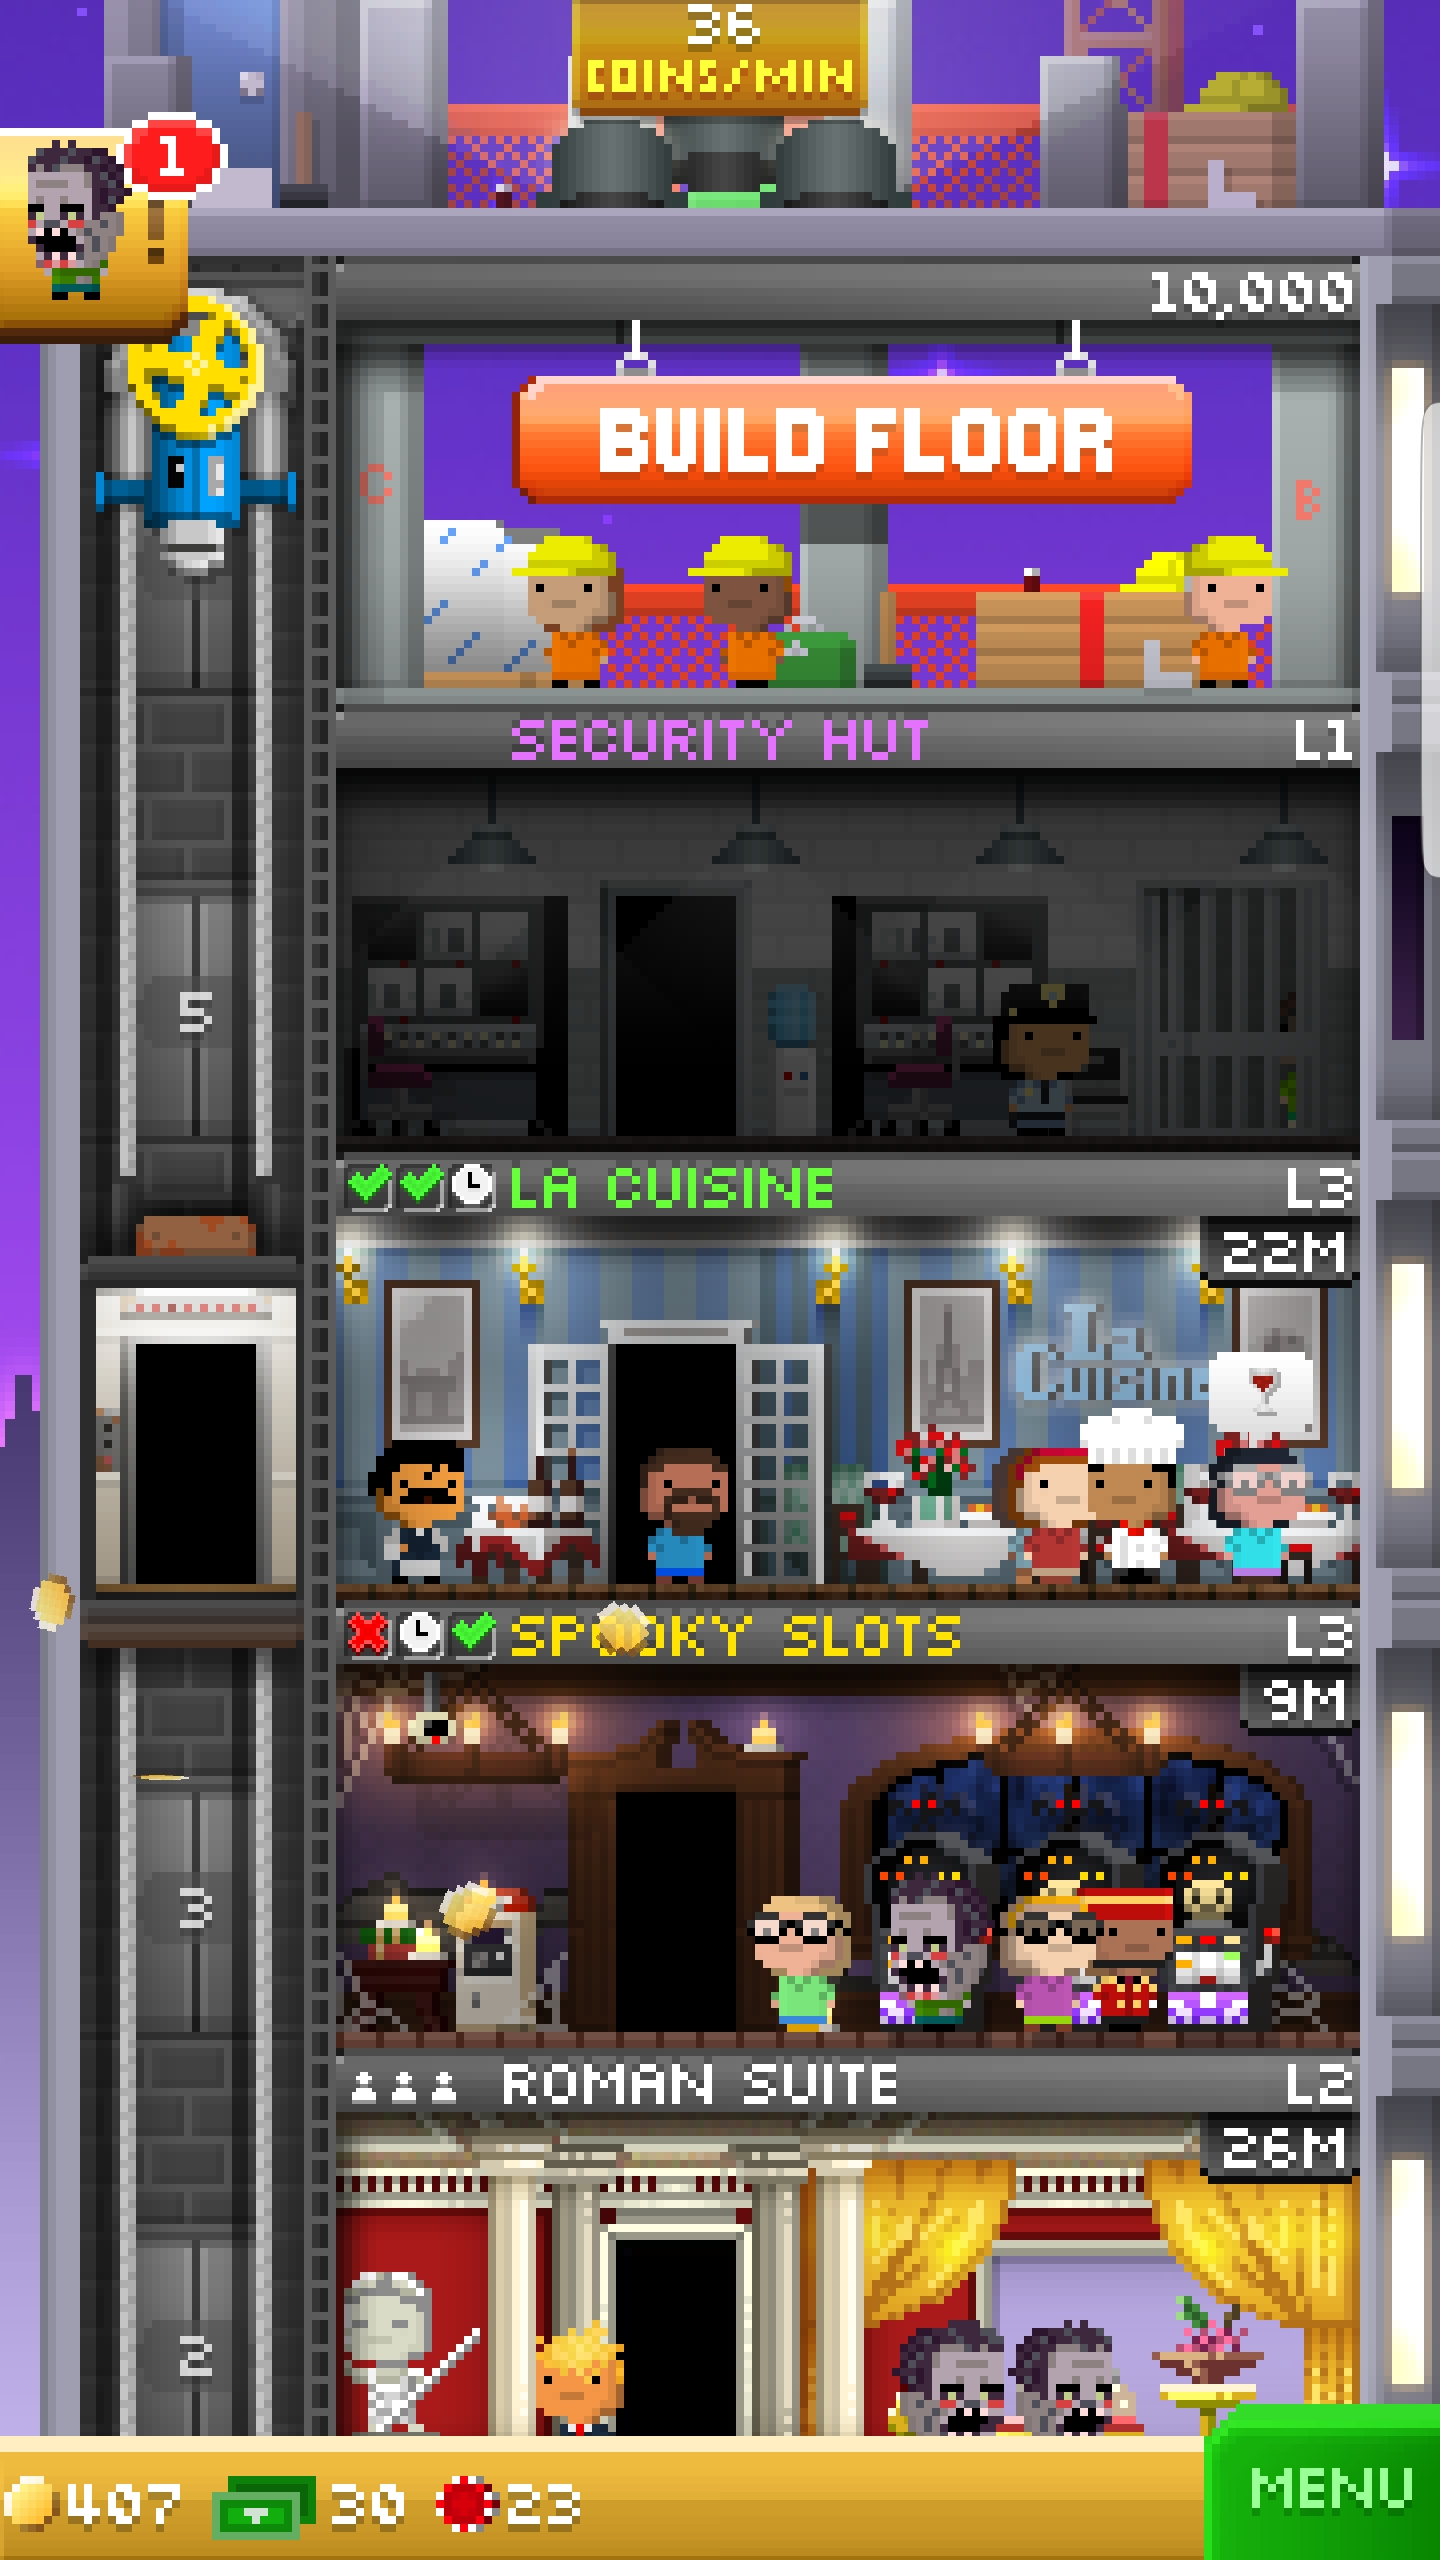 36
COINS/MIN
1
!
10,000
BUILD FLOOR
C
B
SECURITY HUT L1
5
LA CUISINE L3
22M
La
Cuisine
SPOOKY SLOTS L3
9M
3
ROMAN SUITE L2
26M
2
407 30 23
MENU